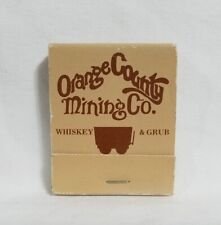 Orange County
Mining Co.
WHISKEY & GRUB